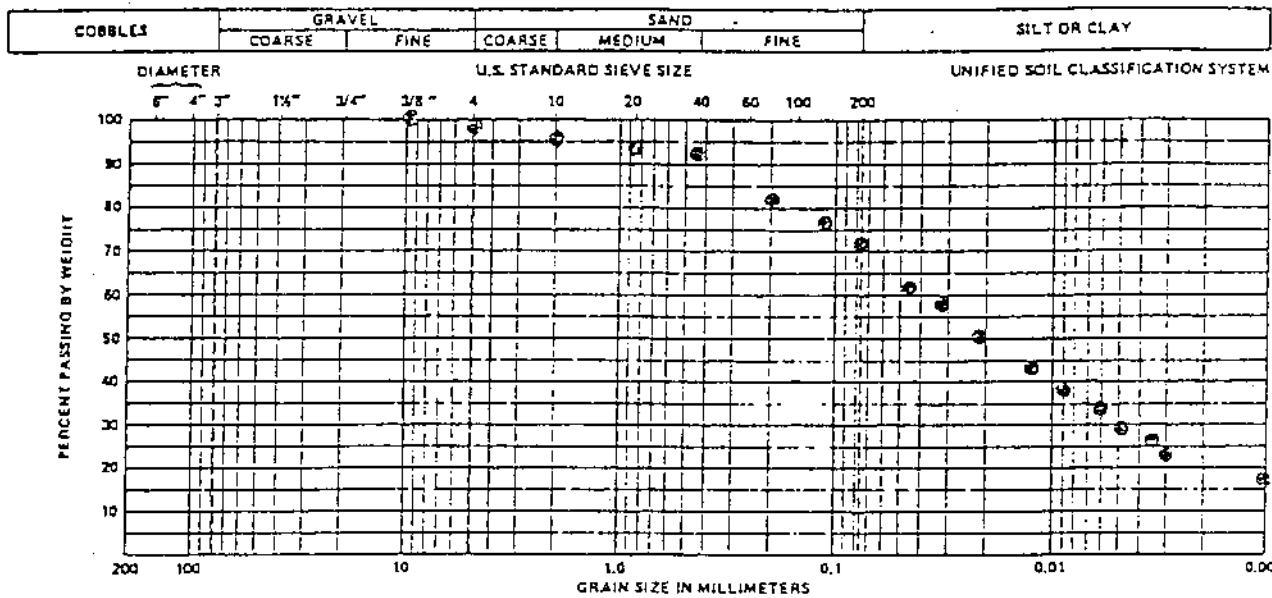 COBBLES GRAVEL SAND SILT OR CLAY
COARSE FINE COARSE MEDIUM FINE
DIAMETER U.S. STANDARD SIEVE SIZE UNIFIED SOIL CLASSIFICATION SYSTEM
6" 4" 3" 1½" 3/4" 3/8" 4 10 20 40 60 100 200
100
90
80
70
60
50
40
30
20
10
PERCENT PASSING BY WEIGHT
200 100 10 1.0 0.1 0.01 0.00
GRAIN SIZE IN MILLIMETERS